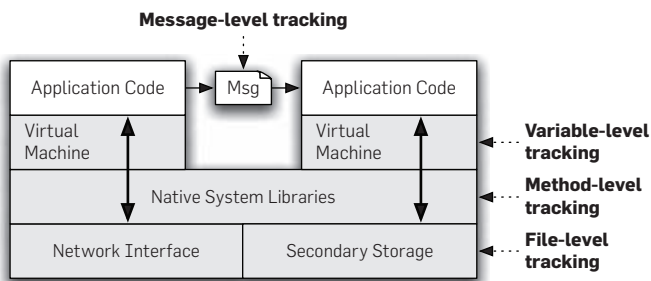 Message-level tracking
Application Code
Msg
Application Code
Virtual
Machine
Virtual
Machine
Variable-level
tracking
Native System Libraries
Method-level
tracking
Network Interface
Secondary Storage
File-level
tracking